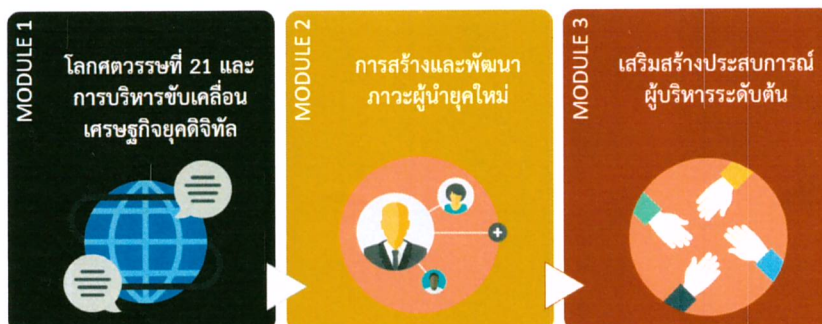 MODULE 1
โลกศตวรรษที่ 21 และ
การบริหารขับเคลื่อน
เศรษฐกิจยุคดิจิทัล
MODULE 2
การสร้างและพัฒนา
ภาวะผู้นำยุคใหม่
MODULE 3
เสริมสร้างประสบการณ์
ผู้บริหารระดับต้น